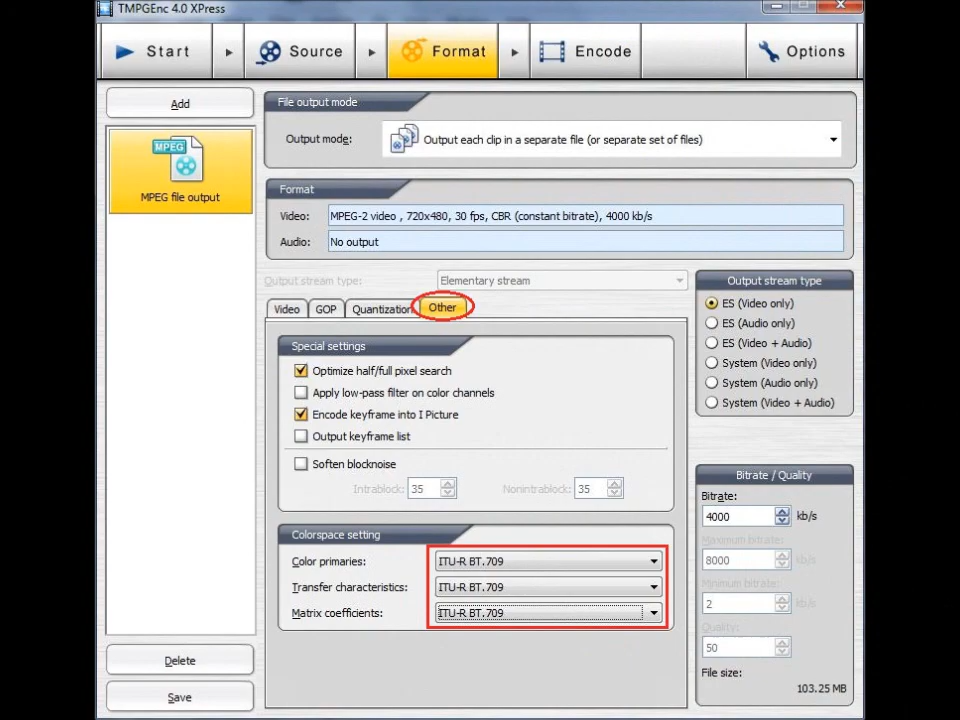 TMPGEnc 4.0 XPress
Start
Source
Format
Encode
Options
Add
MPEG
MPEG file output
Delete
Save
File output mode
Output mode:
Output each clip in a separate file (or separate set of files)
Format
Video:
MPEG-2 video , 720x480, 30 fps, CBR (constant bitrate), 4000 kb/s
Audio:
No output
Output stream type:
Elementary stream
Video
GOP
Quantization
Other
Special settings
Optimize half/full pixel search
Apply low-pass filter on color channels
Encode keyframe into I Picture
Output keyframe list
Soften blocknoise
Intrablock: 35
Nonintrablock: 35
Colorspace setting
Color primaries:
ITU-R BT.709
Transfer characteristics:
ITU-R BT.709
Matrix coefficients:
ITU-R BT.709
Output stream type
ES (Video only)
ES (Audio only)
ES (Video + Audio)
System (Video only)
System (Audio only)
System (Video + Audio)
Bitrate / Quality
Bitrate:
4000 kb/s
Maximum bitrate:
8000 kb/s
Minimum bitrate:
2 kb/s
Quality:
50
File size:
103.25 MB